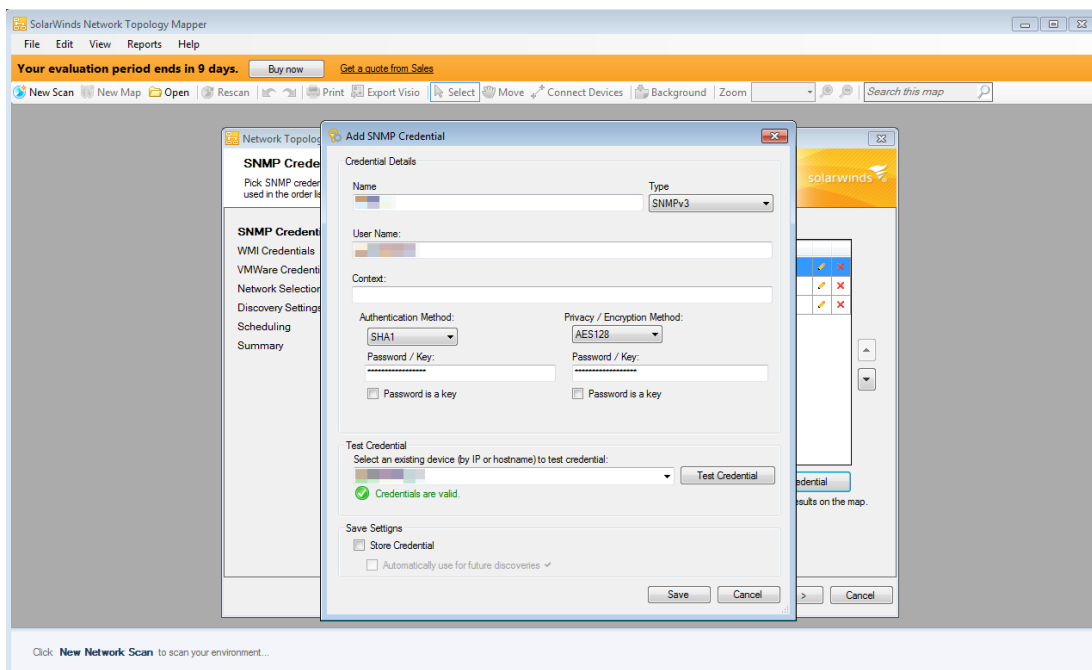 SolarWinds Network Topology Mapper
File Edit View Reports Help
Your evaluation period ends in 9 days. Buy now Get a quote from Sales
New Scan New Map Open Rescan Print Export Visio Select Move Connect Devices Background Zoom Search this map
Network Topolog
SNMP Crede
Pick SNMP creder
used in the order lis
solarwinds
SNMP Credenti
WMI Credentials
VMWare Credenti
Network Selection
Discovery Settings
Scheduling
Summary
Add SNMP Credential
Credential Details
Name Type
SNMPv3
User Name:
Context:
Authentication Method: Privacy / Encryption Method:
SHA1 AES128
Password / Key: Password / Key:
Password is a key Password is a key
Test Credential
Select an existing device (by IP or hostname) to test credential:
Test Credential
Credentials are valid.
Save Settigns
Store Credential
Automatically use for future discoveries
Save Cancel
edential
sults on the map.
> Cancel
Click New Network Scan to scan your environment...